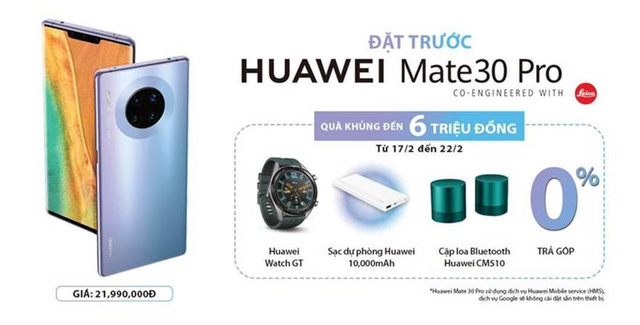 ĐẶT TRƯỚC
HUAWEI Mate30 Pro
CO-ENGINEERED WITH Leica
QUÀ KHỦNG ĐẾN 6 TRIỆU ĐỒNG
Từ 17/2 đến 22/2
Huawei
Watch GT
Sạc dự phòng Huawei
10,000mAh
Cặp loa Bluetooth
Huawei CM510
0%
TRẢ GÓP
HUAWEI
GIÁ: 21,990,000Đ
*Huawei Mate 30 Pro sử dụng dịch vụ Huawei Mobile service (HMS),
dịch vụ Google sẽ không cài đặt sẵn trên thiết bị.